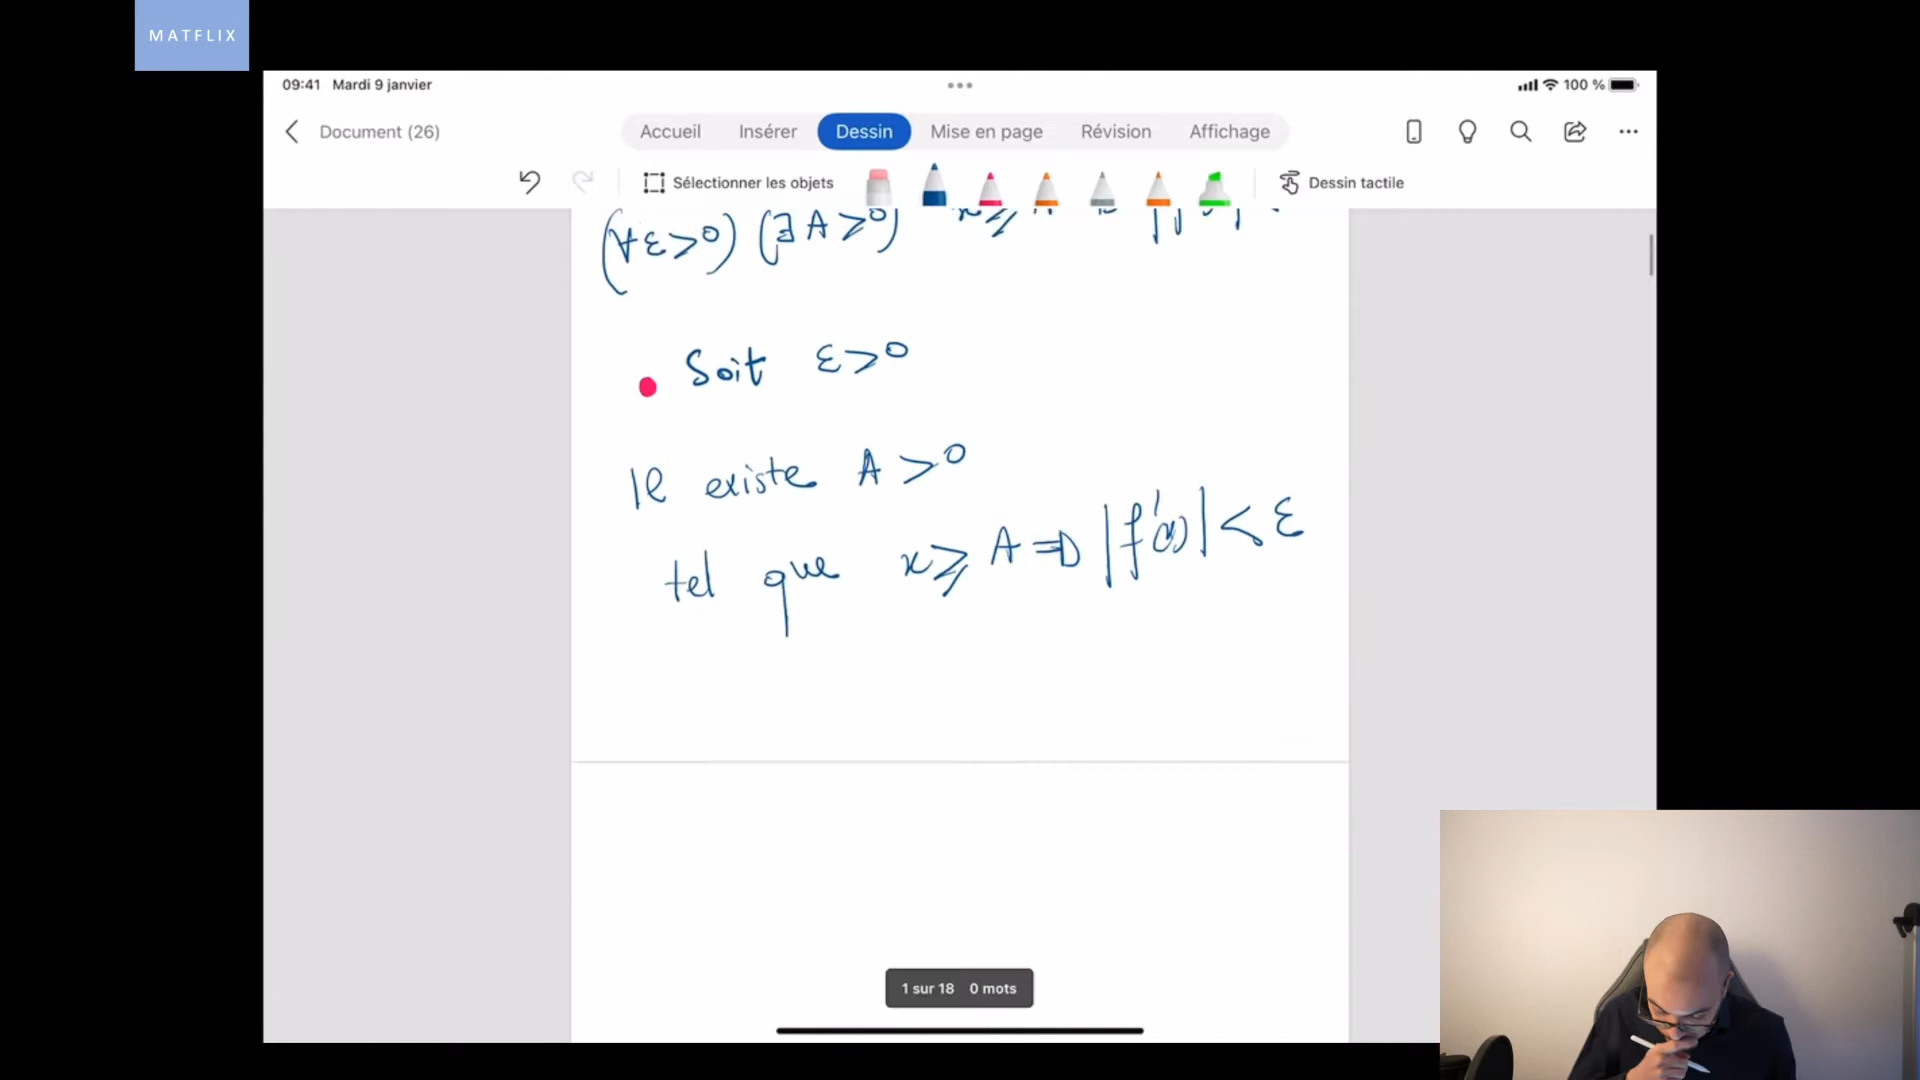 MATFLIX
09:41 Mardi 9 janvier
100 %
Document (26)
Accueil Insérer Dessin Mise en page Révision Affichage
Sélectionner les objets
Dessin tactile
(∀ε>0) (∃A≥0) x≥A
• Soit ε>0
Il existe A>0
tel que x≥A ⇒ |f'(x)|<ε
1 sur 18 0 mots